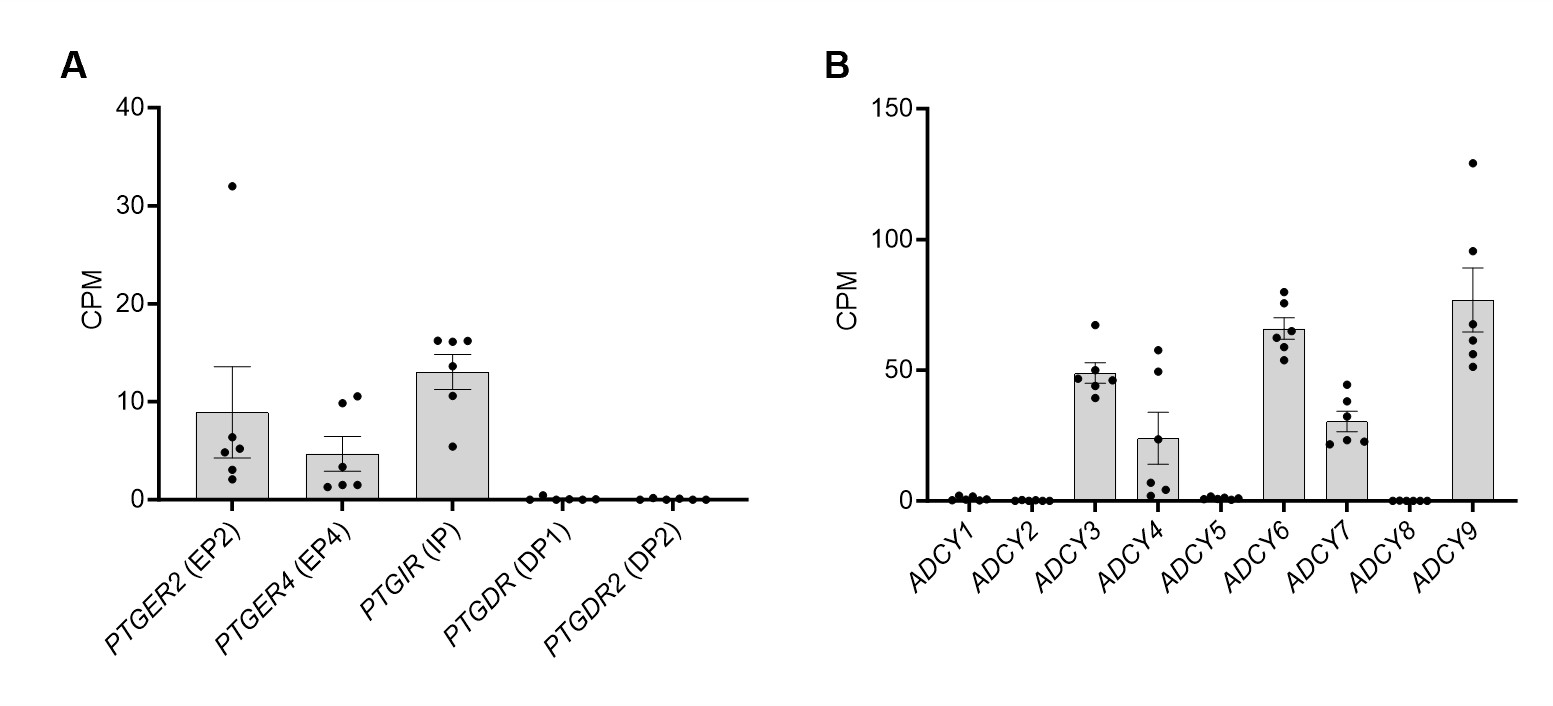 A
CPM
40
30
20
10
0
PTGER2 (EP2)
PTGER4 (EP4)
PTGIR (IP)
PTGDR (DP1)
PTGDR2 (DP2)
B
CPM
150
100
50
0
ADCY1
ADCY2
ADCY3
ADCY4
ADCY5
ADCY6
ADCY7
ADCY8
ADCY9